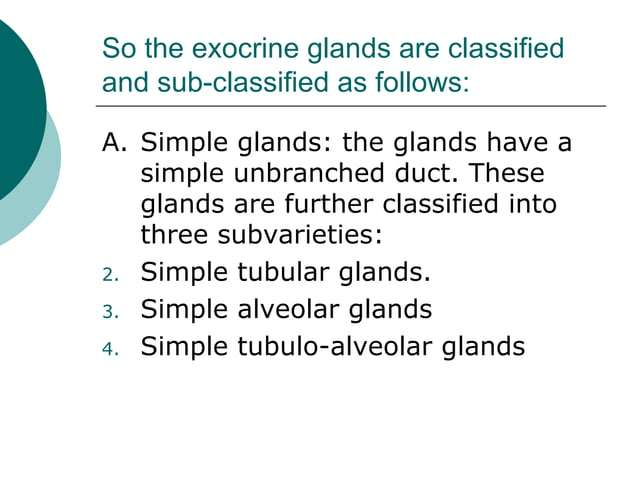 So the exocrine glands are classified
and sub-classified as follows:
A. Simple glands: the glands have a
simple unbranched duct. These
glands are further classified into
three subvarieties:
2. Simple tubular glands.
3. Simple alveolar glands
4. Simple tubulo-alveolar glands